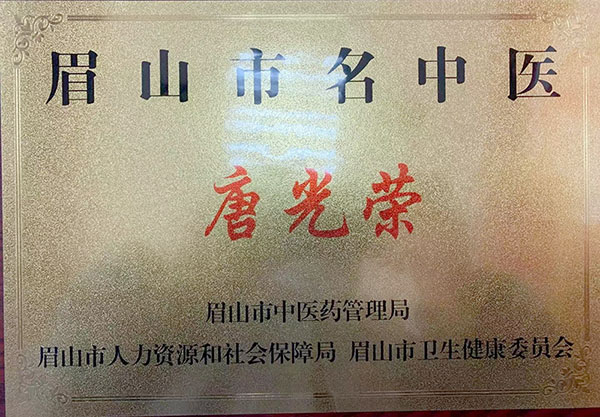 眉山市名中医
唐光荣
眉山市中医药管理局
眉山市人力资源和社会保障局 眉山市卫生健康委员会